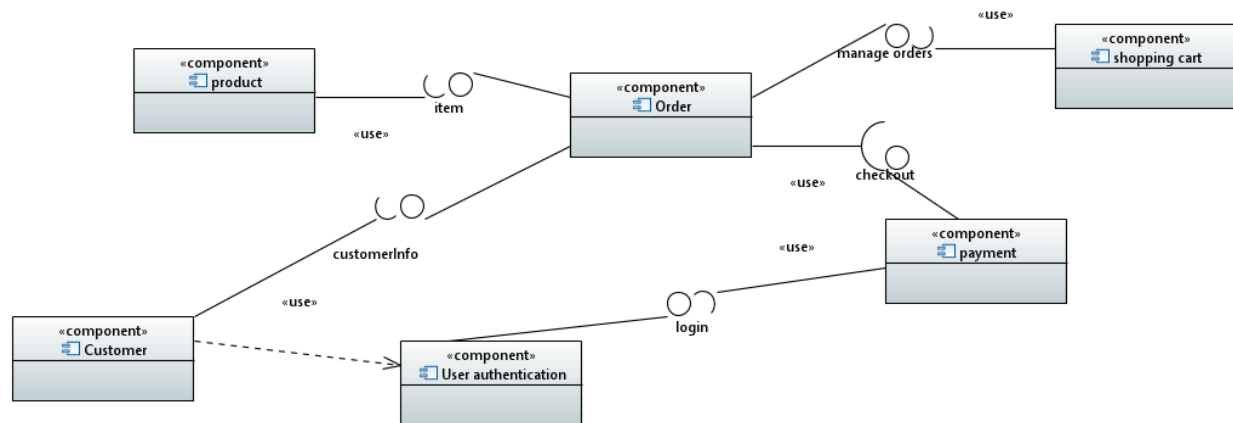 «use»
«component»
shopping cart
manage orders
«component»
product
item
«use»
«component»
Order
checkout
«use»
customerInfo
«component»
payment
«use»
«use»
login
«component»
Customer
«component»
User authentication